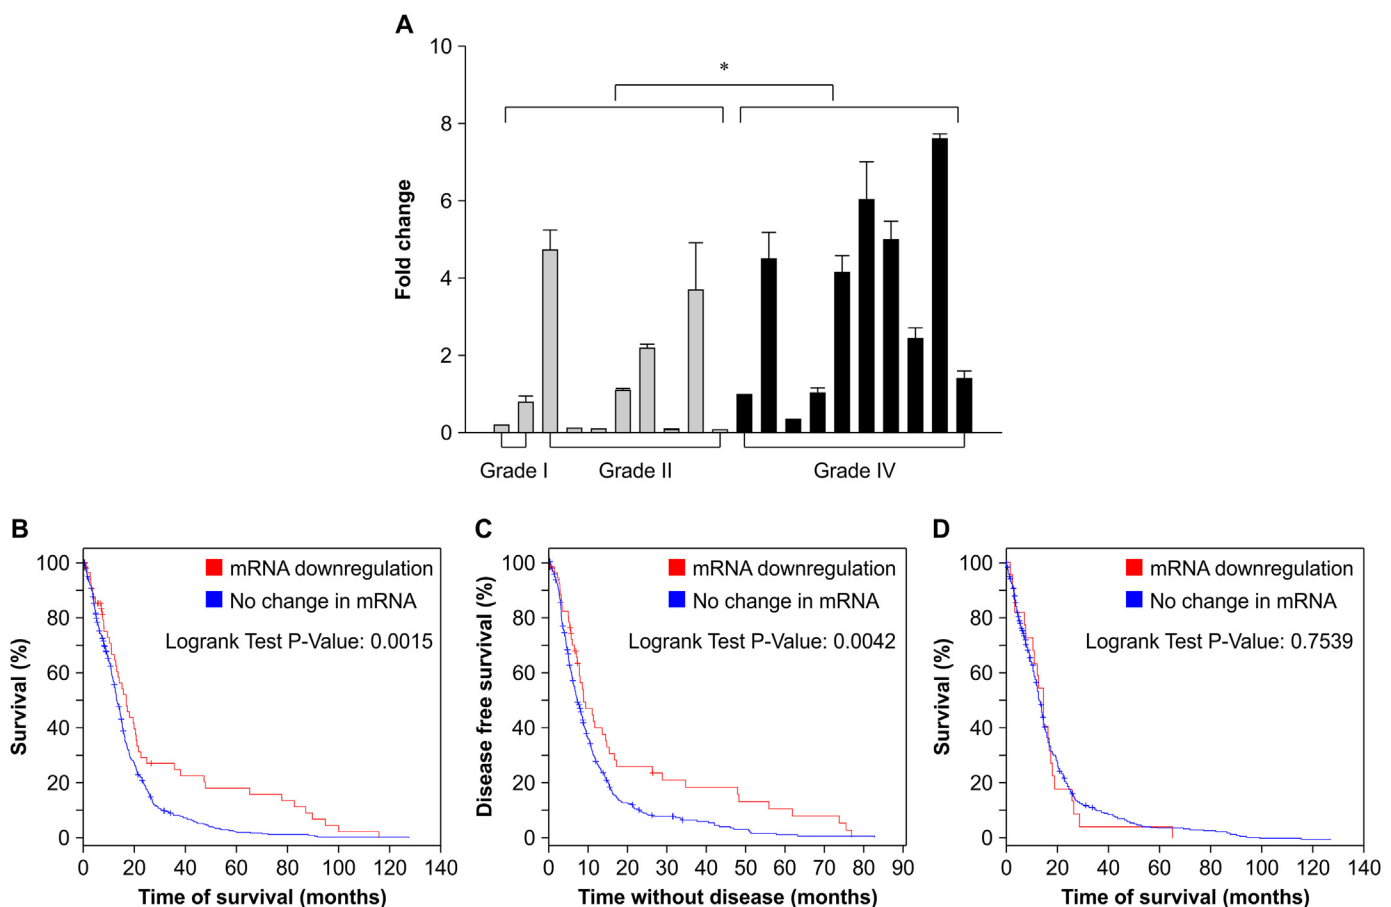 A
10
*
8
6
4
2
0
Fold change
Grade I
Grade II
Grade IV
B
100
80
60
40
20
0
Survival (%)
mRNA downregulation
No change in mRNA
Logrank Test P-Value: 0.0015
0 20 40 60 80 100 120 140
Time of survival (months)
C
100
80
60
40
20
0
Disease free survival (%)
mRNA downregulation
No change in mRNA
Logrank Test P-Value: 0.0042
0 10 20 30 40 50 60 70 80 90
Time without disease (months)
D
100
80
60
40
20
0
Survival (%)
mRNA downregulation
No change in mRNA
Logrank Test P-Value: 0.7539
0 20 40 60 80 100 120 140
Time of survival (months)